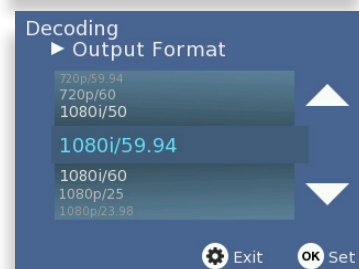 Decoding
Output Format
720p/59.94
720p/60
1080i/50
1080i/59.94
1080i/60
1080p/25
1080p/23.98
Exit OK Set